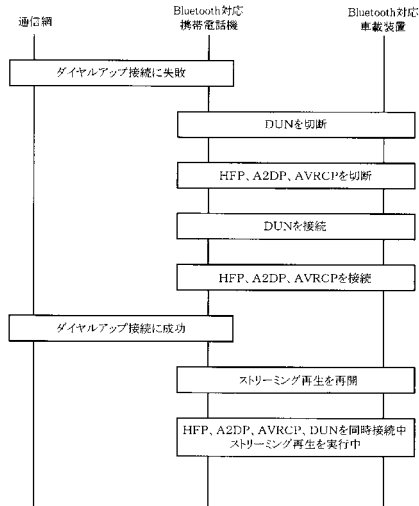 通信網
Bluetooth対応
携帯電話機
Bluetooth対応
車載装置
ダイヤルアップ接続に失敗
DUNを切断
HFP、A2DP、AVRCPを切断
DUNを接続
HFP、A2DP、AVRCPを接続
ダイヤルアップ接続に成功
ストリーミング再生を再開
HFP、A2DP、AVRCP、DUNを同時接続中
ストリーミング再生を実行中